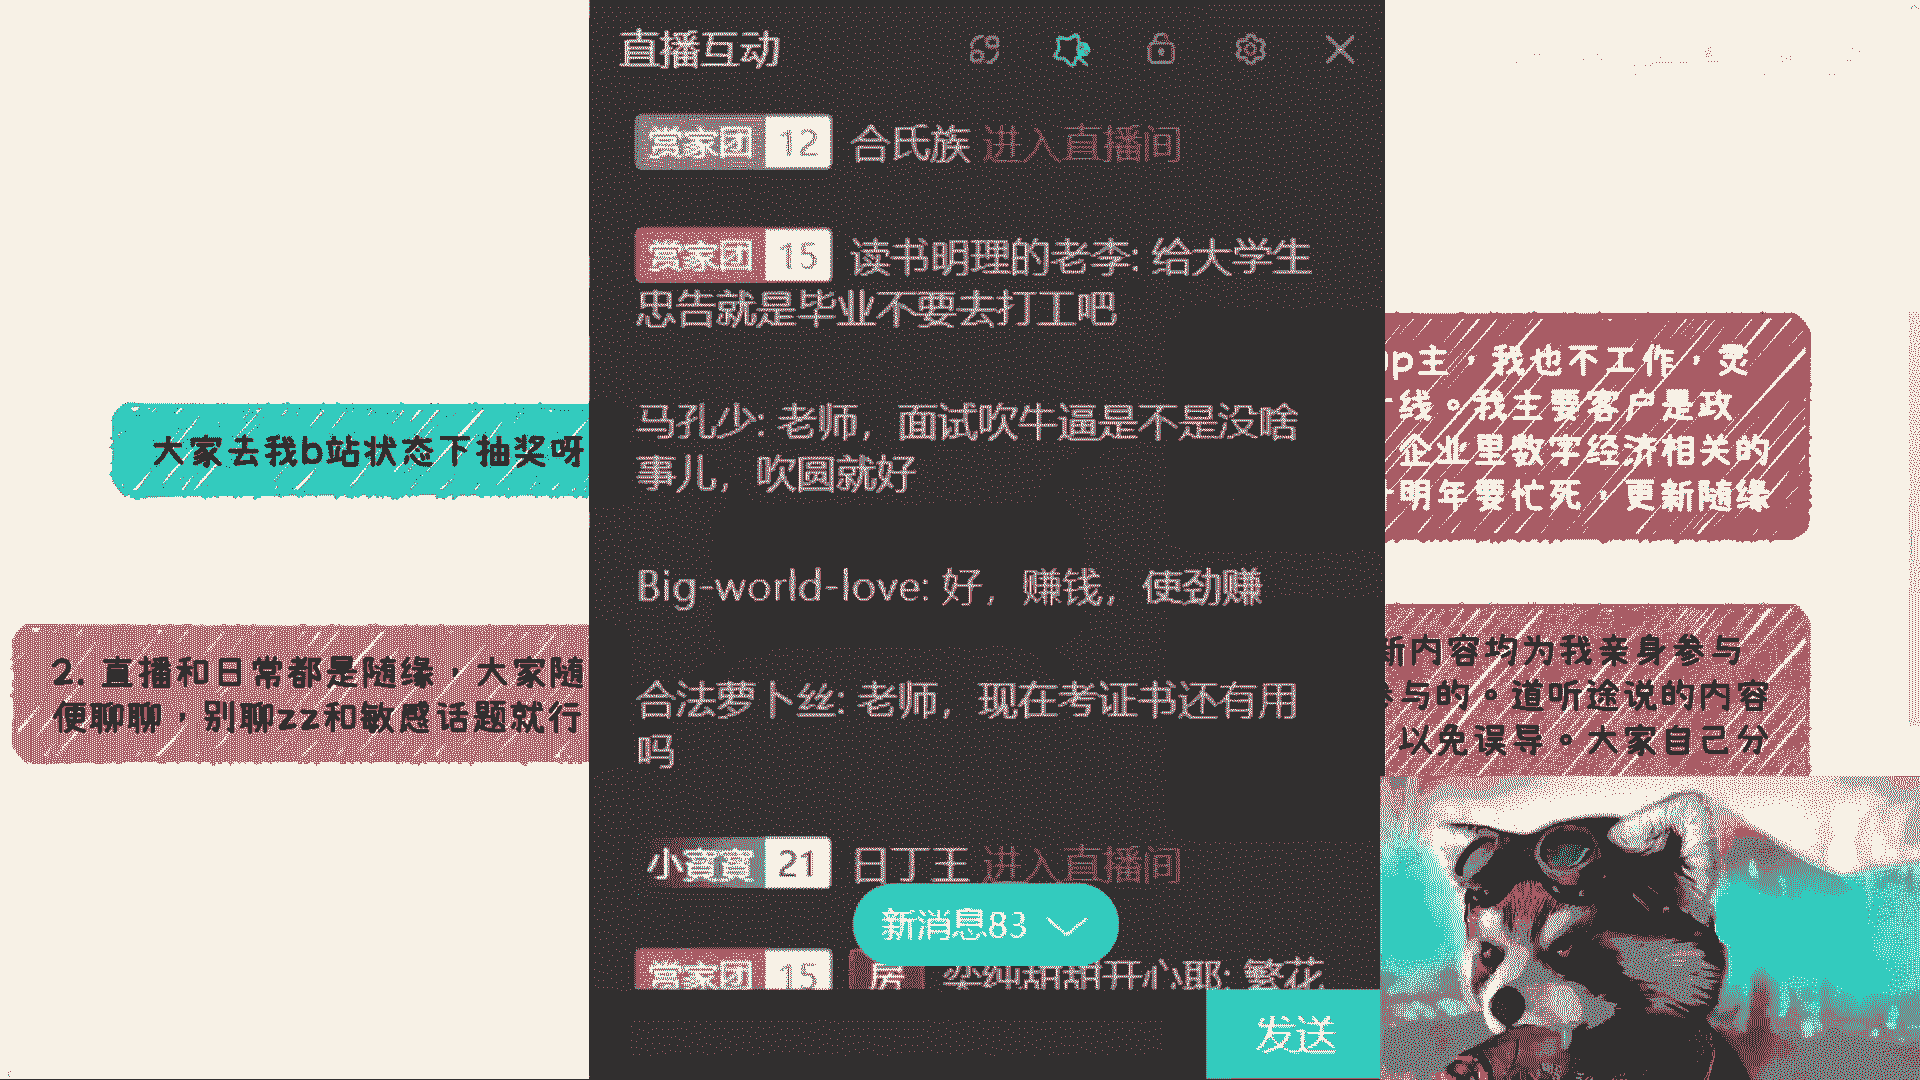 直播互动
赏家团 12 合氏族 进入直播间
赏家团 15 读书明理的老李: 给大学生
忠告就是毕业不要去打工吧
马孔少: 老师，面试吹牛逼是不是没啥
事儿，吹圆就好
Big-world-love: 好，赚钱，使劲赚
合法萝卜丝: 老师，现在考证书还有用
吗
小寳寳 21 日丁王 进入直播间
新消息83
赏家团 15 房 李纯甜甜开心耶: 繁花
发送
大家去我b站状态下抽奖呀
2. 直播和日常都是随缘，大家随
便聊聊，别聊zz和敏感话题就行
p主，我也不工作，灵
线。我主要客户是政
企业里数字经济相关的
明年要忙死，更新随缘
新内容均为我亲身参与
参与的。道听途说的内容
以免误导。大家自己分